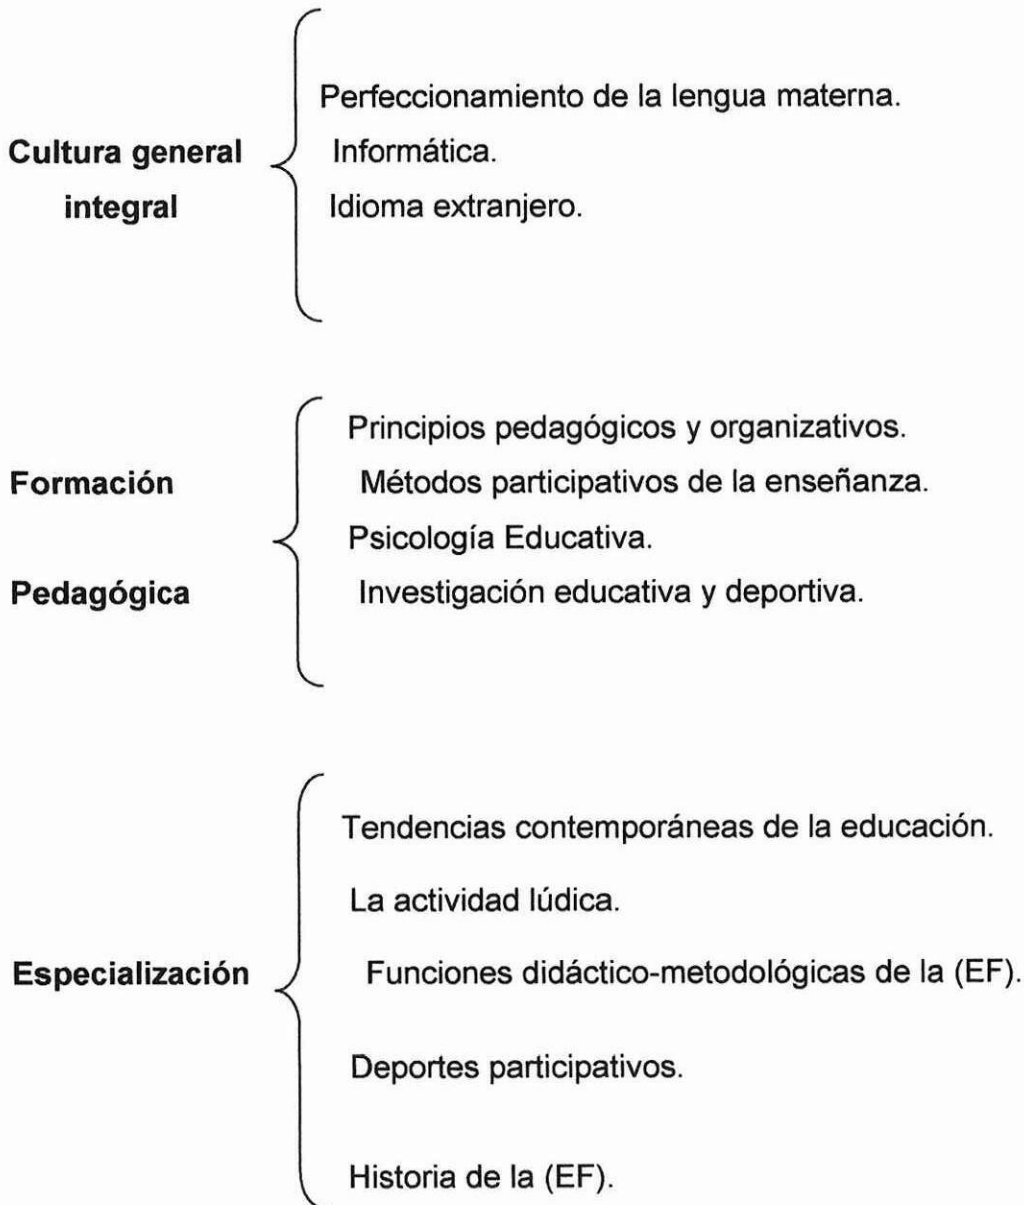 Perfeccionamiento de la lengua materna.
Cultura general
Informática.
integral
Idioma extranjero.
Principios pedagógicos y organizativos.
Formación
Métodos participativos de la enseñanza.
Psicología Educativa.
Pedagógica
Investigación educativa y deportiva.
Tendencias contemporáneas de la educación.
La actividad lúdica.
Especialización
Funciones didáctico-metodológicas de la (EF).
Deportes participativos.
Historia de la (EF).